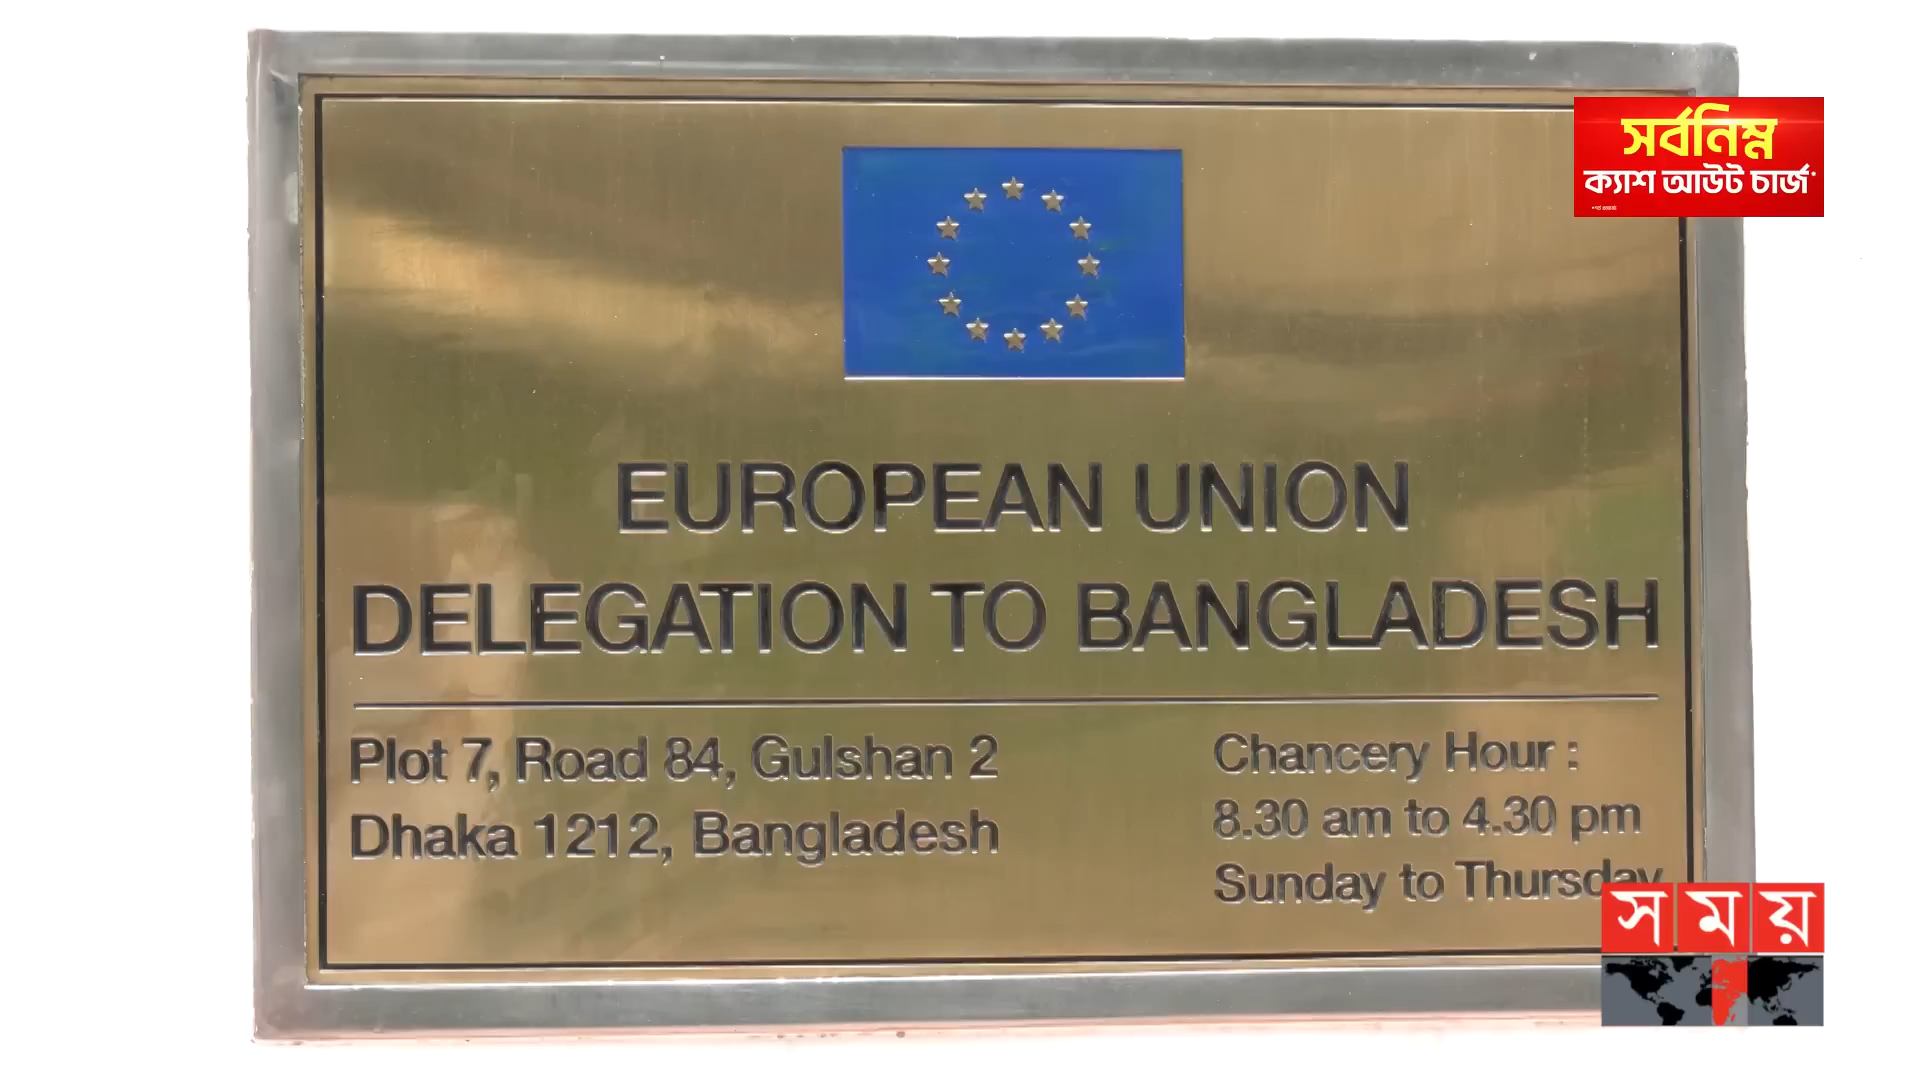 সর্বনিম্ন
ক্যাশ আউট চার্জ*
EUROPEAN UNION
DELEGATION TO BANGLADESH
Plot 7, Road 84, Gulshan 2
Dhaka 1212, Bangladesh
Chancery Hour :
8.30 am to 4.30 pm
Sunday to Thursday
সময়